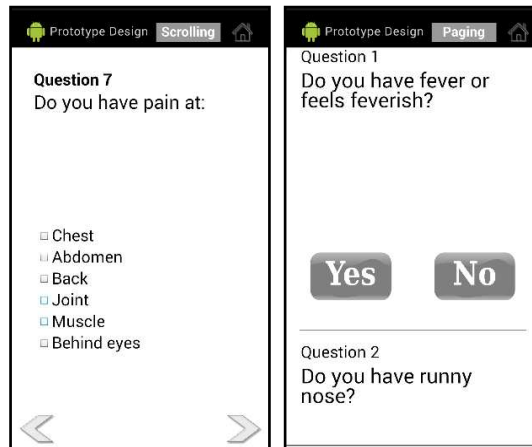 Prototype Design Scrolling
Question 7
Do you have pain at:
Chest
Abdomen
Back
Joint
Muscle
Behind eyes
Prototype Design Paging
Question 1
Do you have fever or
feels feverish?
Yes No
Question 2
Do you have runny
nose?